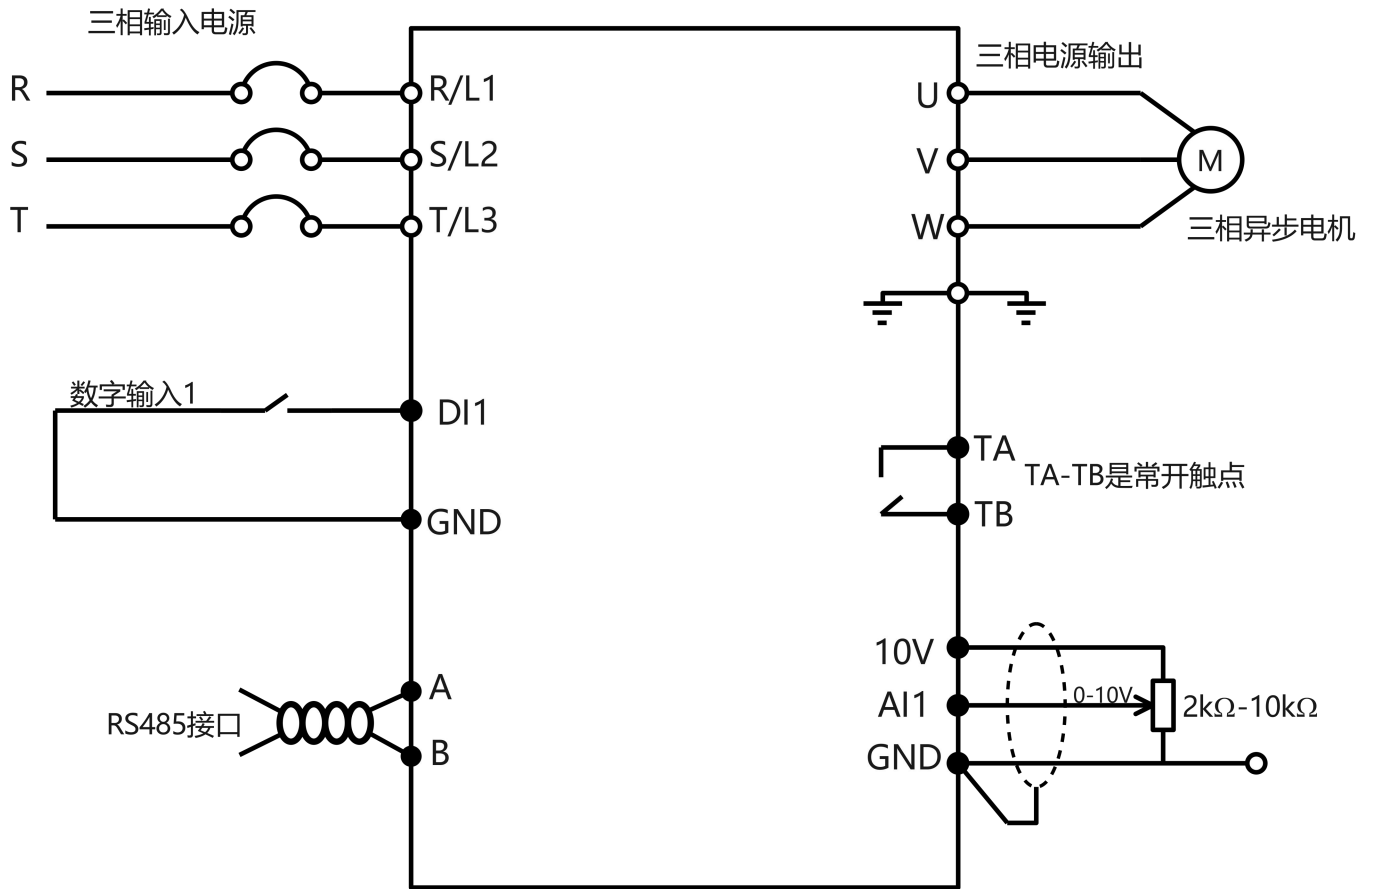 三相输入电源
三相电源输出
R
R/L1
U
S
S/L2
V
M
T
T/L3
W
三相异步电机
数字输入1
DI1
TA
TA-TB是常开触点
GND
TB
10V
A
AI1
0-10V
2kΩ-10kΩ
RS485接口
B
GND